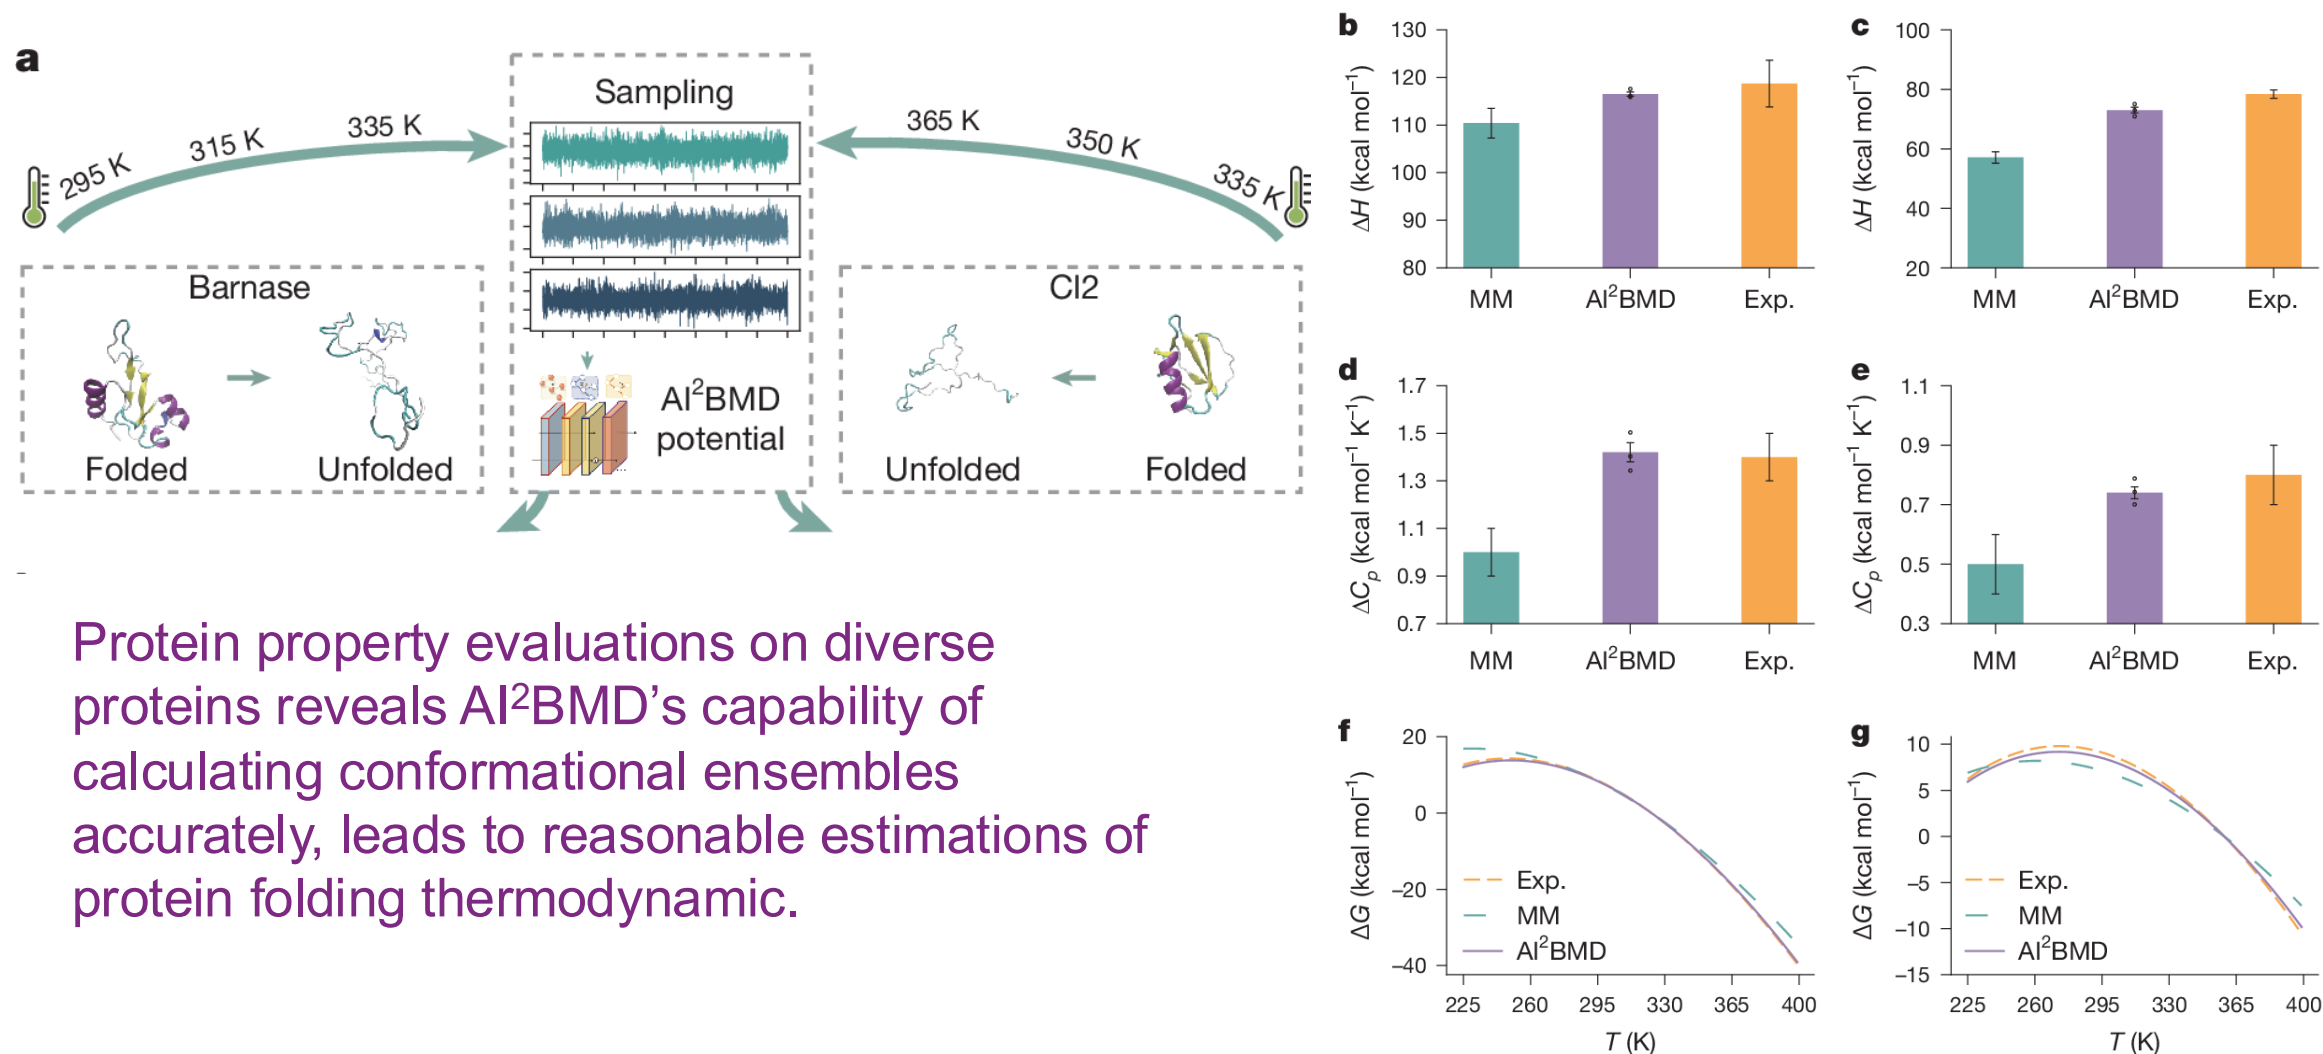 a
Sampling
295 K
315 K
335 K
365 K
350 K
335 K
Barnase
Folded
Unfolded
AI²BMD
potential
CI2
Unfolded
Folded
Protein property evaluations on diverse
proteins reveals AI²BMD’s capability of
calculating conformational ensembles
accurately, leads to reasonable estimations of
protein folding thermodynamic.
b
ΔH (kcal mol⁻¹)
130
120
110
100
90
80
MM
AI²BMD
Exp.
c
ΔH (kcal mol⁻¹)
100
80
60
40
20
MM
AI²BMD
Exp.
d
ΔCₚ (kcal mol⁻¹ K⁻¹)
1.7
1.5
1.3
1.1
0.9
0.7
MM
AI²BMD
Exp.
e
ΔCₚ (kcal mol⁻¹ K⁻¹)
1.1
0.9
0.7
0.5
0.3
MM
AI²BMD
Exp.
f
ΔG (kcal mol⁻¹)
20
0
–20
–40
Exp.
MM
AI²BMD
225 260 295 330 365 400
T (K)
g
ΔG (kcal mol⁻¹)
10
5
0
–5
–10
–15
Exp.
MM
AI²BMD
225 260 295 330 365 400
T (K)